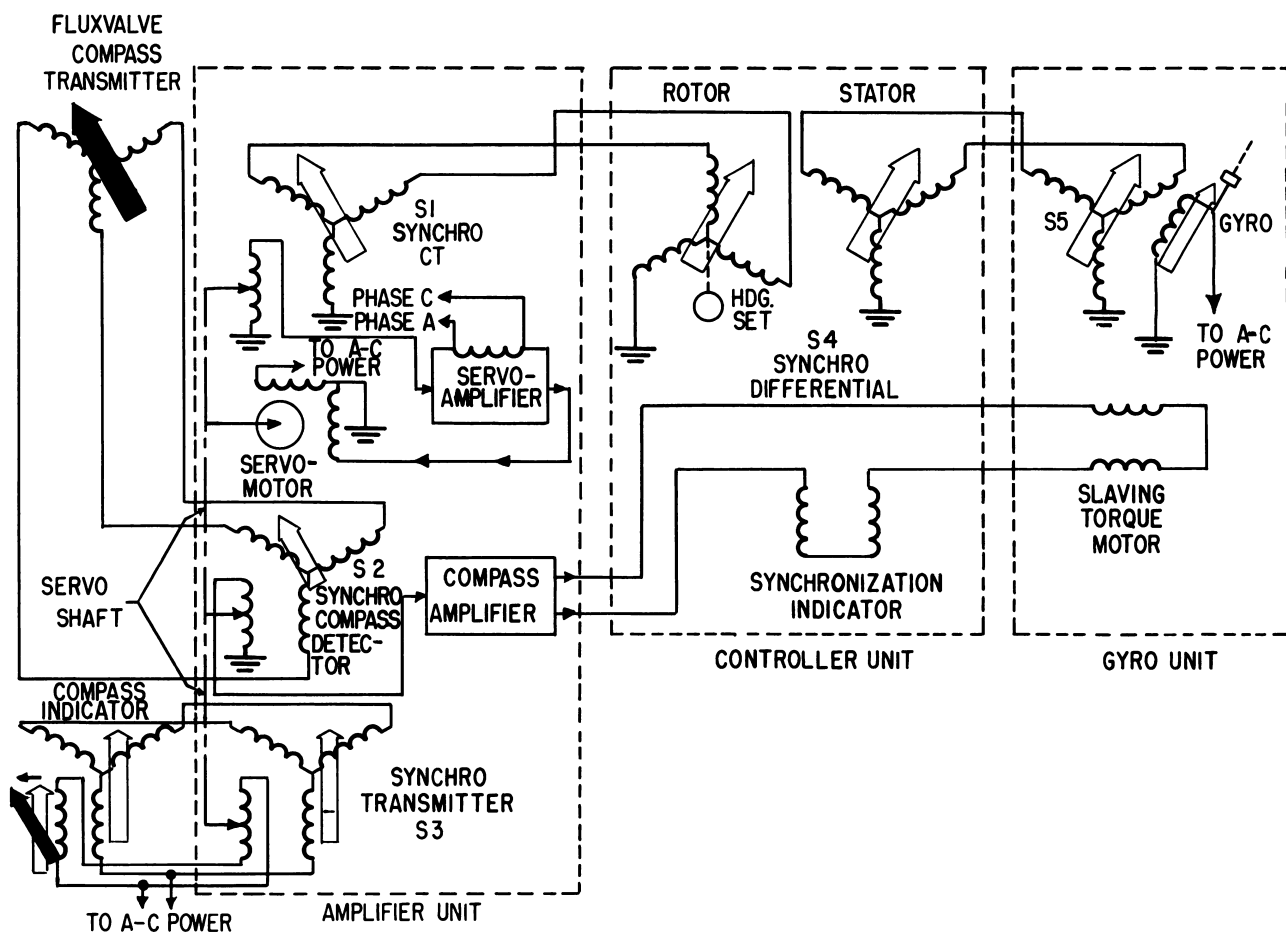 FLUXVALVE
COMPASS
TRANSMITTER
ROTOR
STATOR
S1
SYNCHRO
CT
S5
GYRO
PHASE C
PHASE A
HDG.
SET
TO A-C
POWER
TO A-C
POWER
S4
SYNCHRO
DIFFERENTIAL
SERVO-
AMPLIFIER
SERVO-
MOTOR
SLAVING
TORQUE
MOTOR
SERVO
SHAFT
S2
SYNCHRO
COMPASS
DETEC-
TOR
COMPASS
AMPLIFIER
SYNCHRONIZATION
INDICATOR
CONTROLLER UNIT
GYRO UNIT
COMPASS
INDICATOR
SYNCHRO
TRANSMITTER
S3
TO A-C POWER
AMPLIFIER UNIT